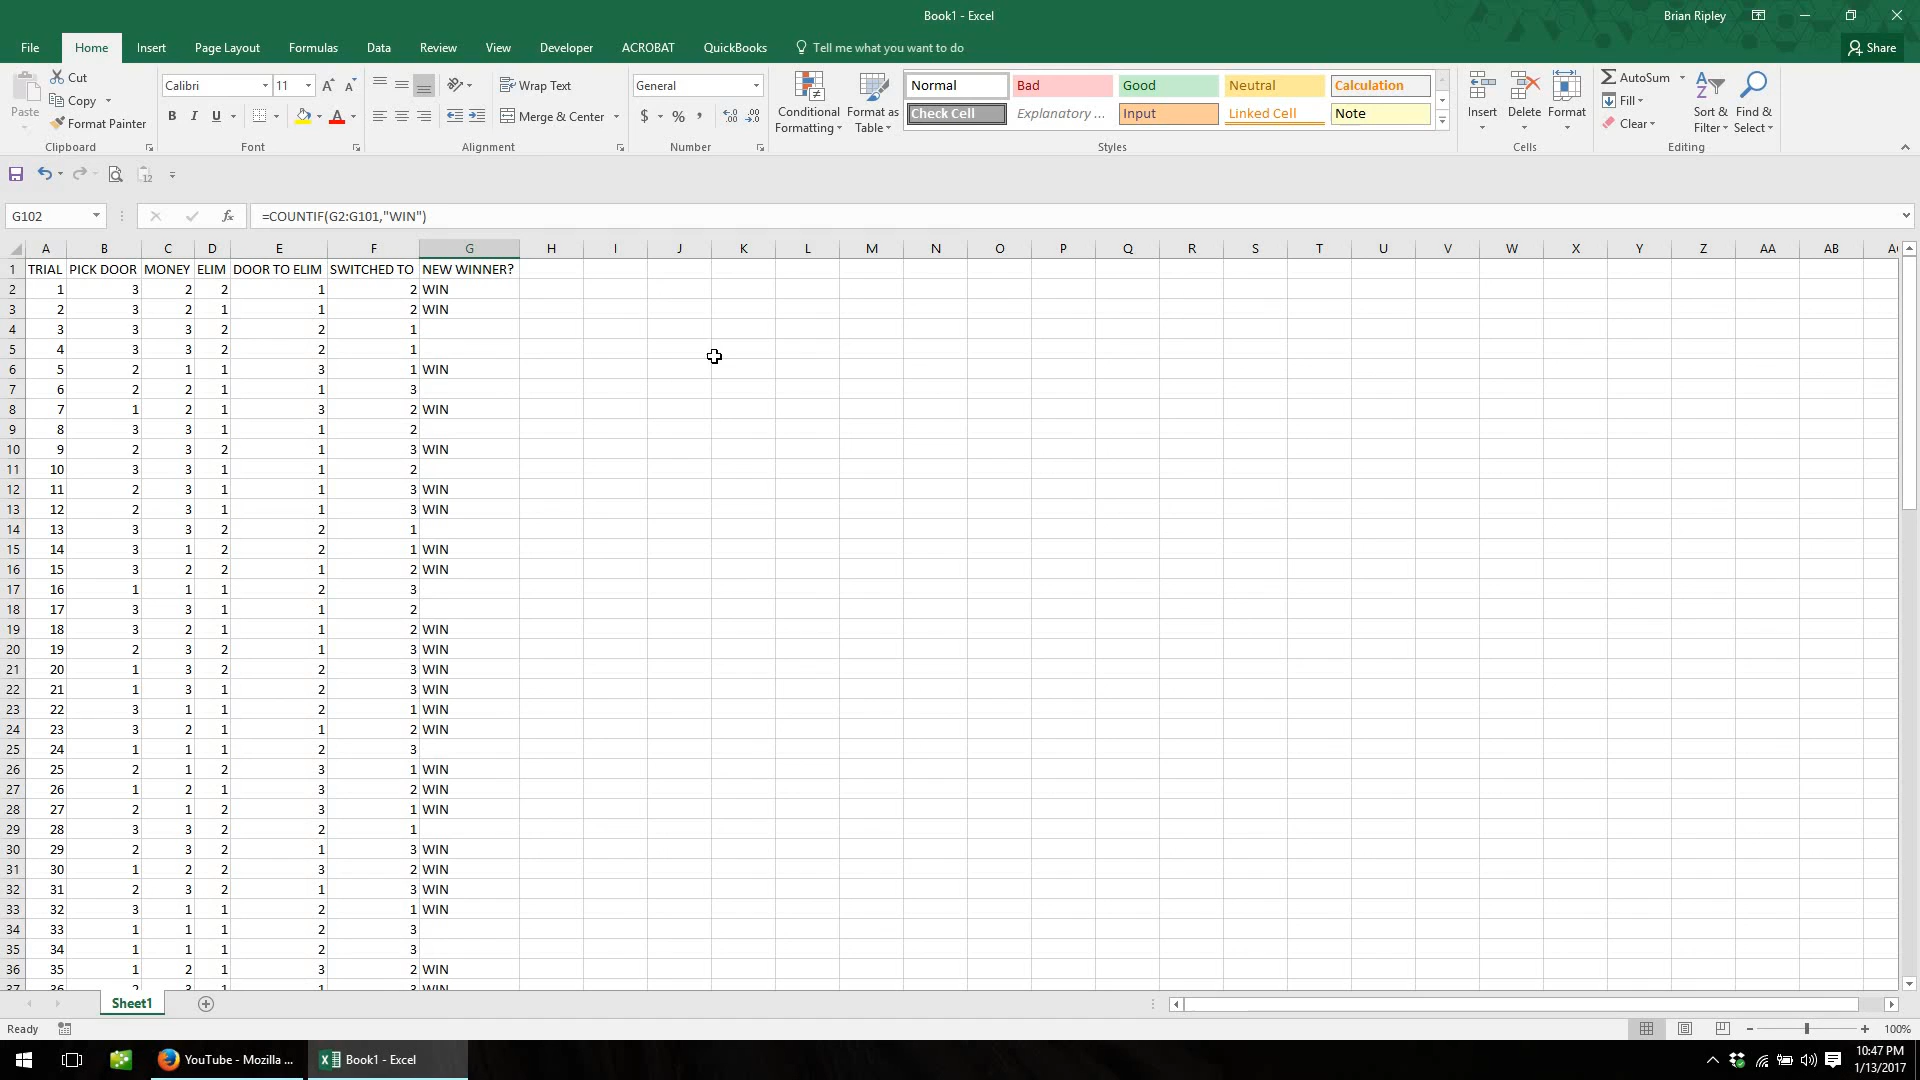 Book1 - Excel
Brian Ripley
File Home Insert Page Layout Formulas Data Review View Developer ACROBAT QuickBooks Tell me what you want to do Share
Paste Cut Copy Format Painter
Calibri 11 A A B I U A
Wrap Text Merge & Center
General $ % ,
Conditional Formatting Format as Table
Normal Bad Good Neutral Calculation
Check Cell Explanatory ... Input Linked Cell Note
Insert Delete Format
AutoSum Fill Clear Sort & Filter Find & Select
Clipboard Font Alignment Number Styles Cells Editing
12
G102 fx =COUNTIF(G2:G101,"WIN")
A B C D E F G H I J K L M N O P Q R S T U V W X Y Z AA AB
1 TRIAL PICK DOOR MONEY ELIM DOOR TO ELIM SWITCHED TO NEW WINNER?
2 1 3 2 2 1 2 WIN
3 2 3 2 1 1 2 WIN
4 3 3 3 2 2 1
5 4 3 3 2 2 1
6 5 2 1 1 3 1 WIN
7 6 2 2 1 1 3
8 7 1 2 1 3 2 WIN
9 8 3 3 1 1 2
10 9 2 3 2 1 3 WIN
11 10 3 3 1 1 2
12 11 2 3 1 1 3 WIN
13 12 2 3 1 1 3 WIN
14 13 3 3 2 2 1
15 14 3 1 2 2 1 WIN
16 15 3 2 2 1 2 WIN
17 16 1 1 1 2 3
18 17 3 3 1 1 2
19 18 3 2 1 1 2 WIN
20 19 2 3 2 1 3 WIN
21 20 1 3 2 2 3 WIN
22 21 1 3 1 2 3 WIN
23 22 3 1 1 2 1 WIN
24 23 3 2 1 1 2 WIN
25 24 1 1 1 2 3
26 25 2 1 2 3 1 WIN
27 26 1 2 1 3 2 WIN
28 27 2 1 2 3 1 WIN
29 28 3 3 2 2 1
30 29 2 3 2 1 3 WIN
31 30 1 2 2 3 2 WIN
32 31 2 3 2 1 3 WIN
33 32 3 1 1 2 1 WIN
34 33 1 1 1 2 3
35 34 1 1 1 2 3
36 35 1 2 1 3 2 WIN
37 36 2 3 1 1 3 WIN
Sheet1
Ready
100%
YouTube - Mozilla ... Book1 - Excel
10:47 PM
1/13/2017